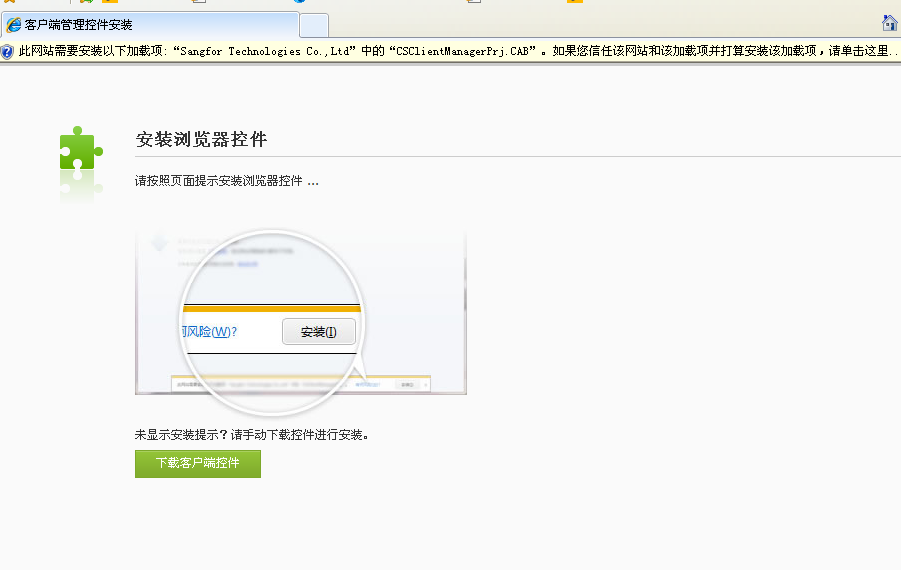 客户端管理控件安装
此网站需要安装以下加载项:“Sangfor Technologies Co.,Ltd”中的“CSClientManagerPrj.CAB”。如果您信任该网站和该加载项并打算安装该加载项，请单击这里...
安装浏览器控件
请按照页面提示安装浏览器控件 ...
风险(W)?
安装(I)
未显示安装提示？请手动下载控件进行安装。
下载客户端控件